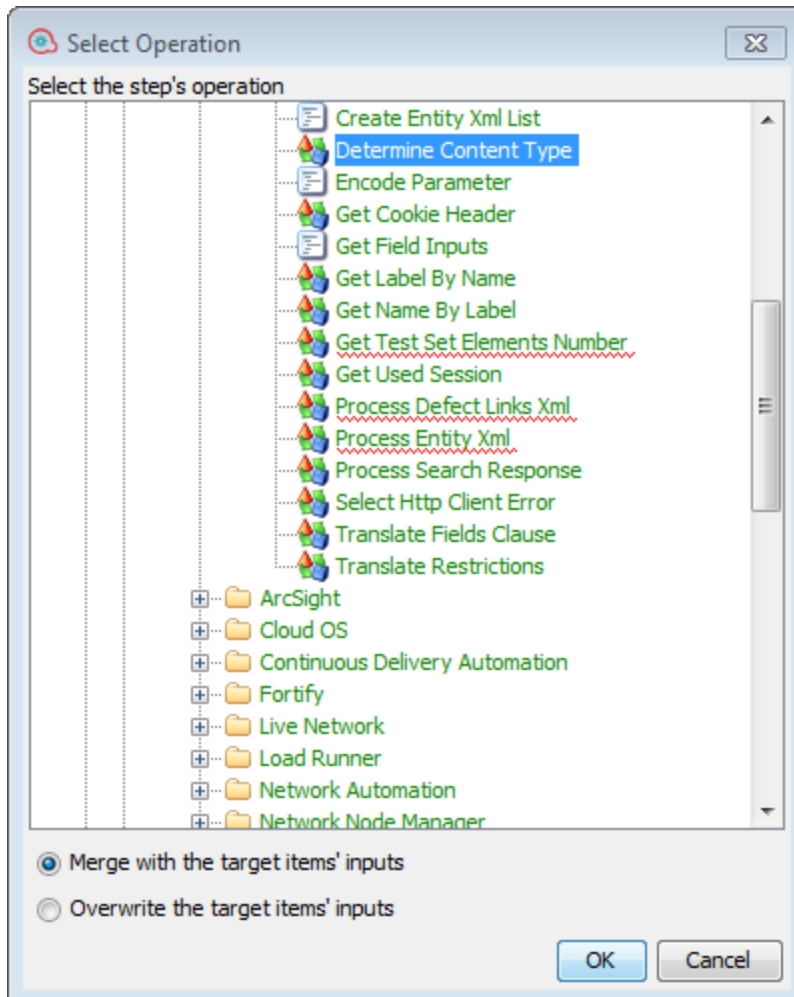 Select Operation
Select the step's operation
Create Entity Xml List
Determine Content Type
Encode Parameter
Get Cookie Header
Get Field Inputs
Get Label By Name
Get Name By Label
Get Test Set Elements Number
Get Used Session
Process Defect Links Xml
Process Entity Xml
Process Search Response
Select Http Client Error
Translate Fields Clause
Translate Restrictions
ArcSight
Cloud OS
Continuous Delivery Automation
Fortify
Live Network
Load Runner
Network Automation
Network Node Manager
Merge with the target items' inputs
Overwrite the target items' inputs
OK Cancel